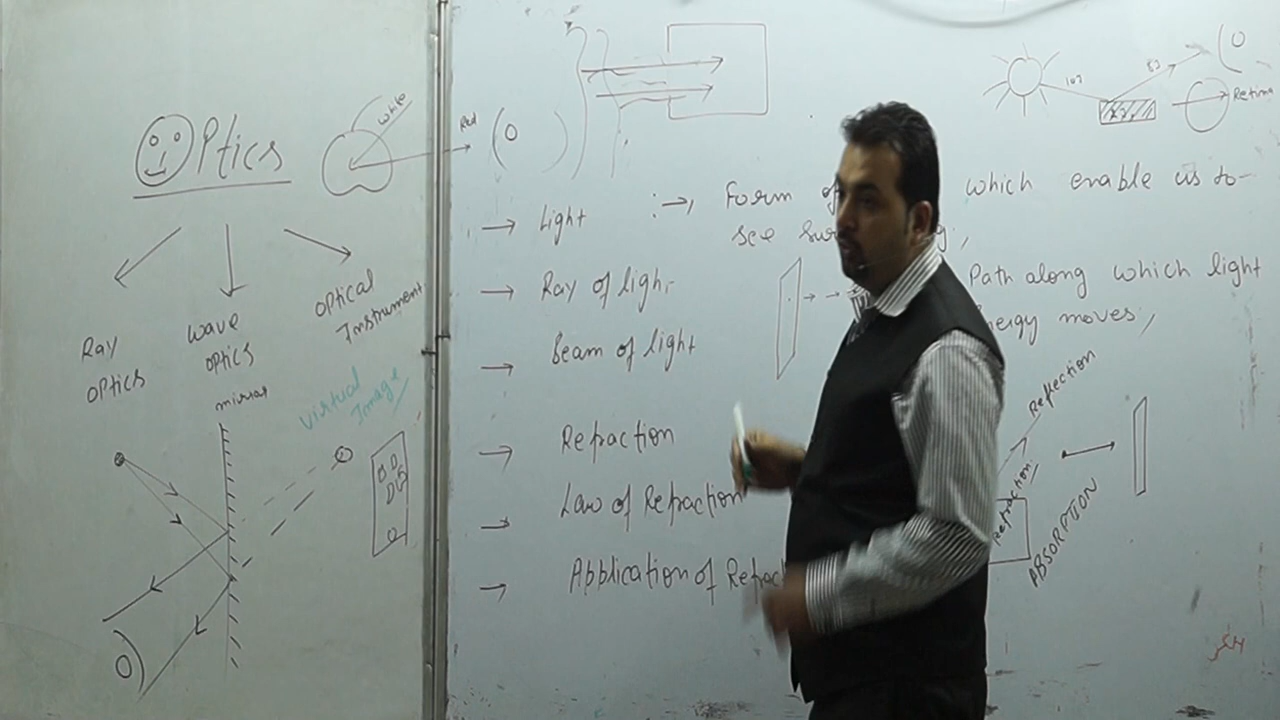 OPtics
white
Red
Ray
OPtics
wave
optics
optical
Instrument
mirror
virtual
Image
→ Light
→ Ray of light
→ Beam of light
→ Refraction
→ Law of Refraction
→ Application of Refrac
Form of which enable us to
see
Path along which light
energy moves,
Reflection
Refraction
ABSORPTION
Retina